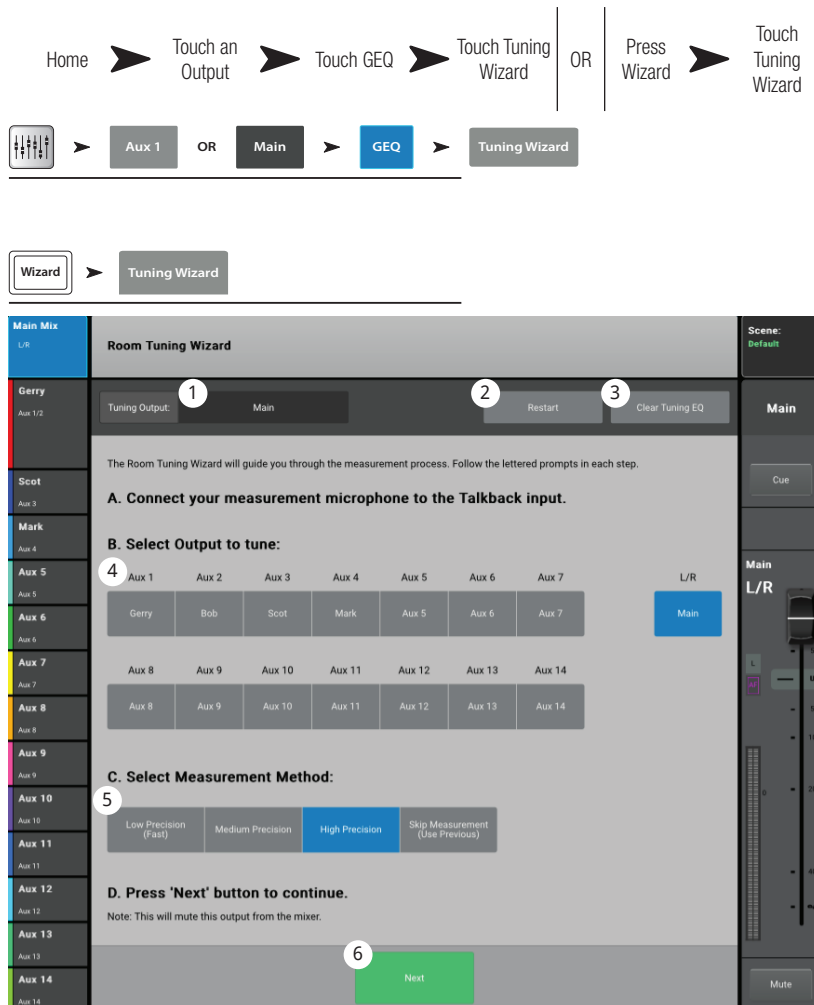 Home
Touch an
Output
Touch GEQ
Touch Tuning
Wizard
OR
Press
Wizard
Touch
Tuning
Wizard
Aux 1
OR
Main
GEQ
Tuning Wizard
Wizard
Tuning Wizard
Main Mix
L/R
Room Tuning Wizard
Scene:
Default
Gerry
Aux 1/2
Scot
Aux 3
Mark
Aux 4
Aux 5
Aux 5
Aux 6
Aux 6
Aux 7
Aux 7
Aux 8
Aux 8
Aux 9
Aux 9
Aux 10
Aux 10
Aux 11
Aux 11
Aux 12
Aux 12
Aux 13
Aux 13
Aux 14
Aux 14
Tuning Output:
1
Main
2
Restart
3
Clear Tuning EQ
The Room Tuning Wizard will guide you through the measurement process. Follow the lettered prompts in each step.
A. Connect your measurement microphone to the Talkback input.
B. Select Output to tune:
4
Aux 1 Aux 2 Aux 3 Aux 4 Aux 5 Aux 6 Aux 7 L/R
Gerry Bob Scot Mark Aux 5 Aux 6 Aux 7 Main
Aux 8 Aux 9 Aux 10 Aux 11 Aux 12 Aux 13 Aux 14
Aux 8 Aux 9 Aux 10 Aux 11 Aux 12 Aux 13 Aux 14
C. Select Measurement Method:
5
Low Precision
(Fast)
Medium Precision
High Precision
Skip Measurement
(Use Previous)
D. Press 'Next' button to continue.
Note: This will mute this output from the mixer.
6
Next
Main
Cue
Main
L/R
L
Mute